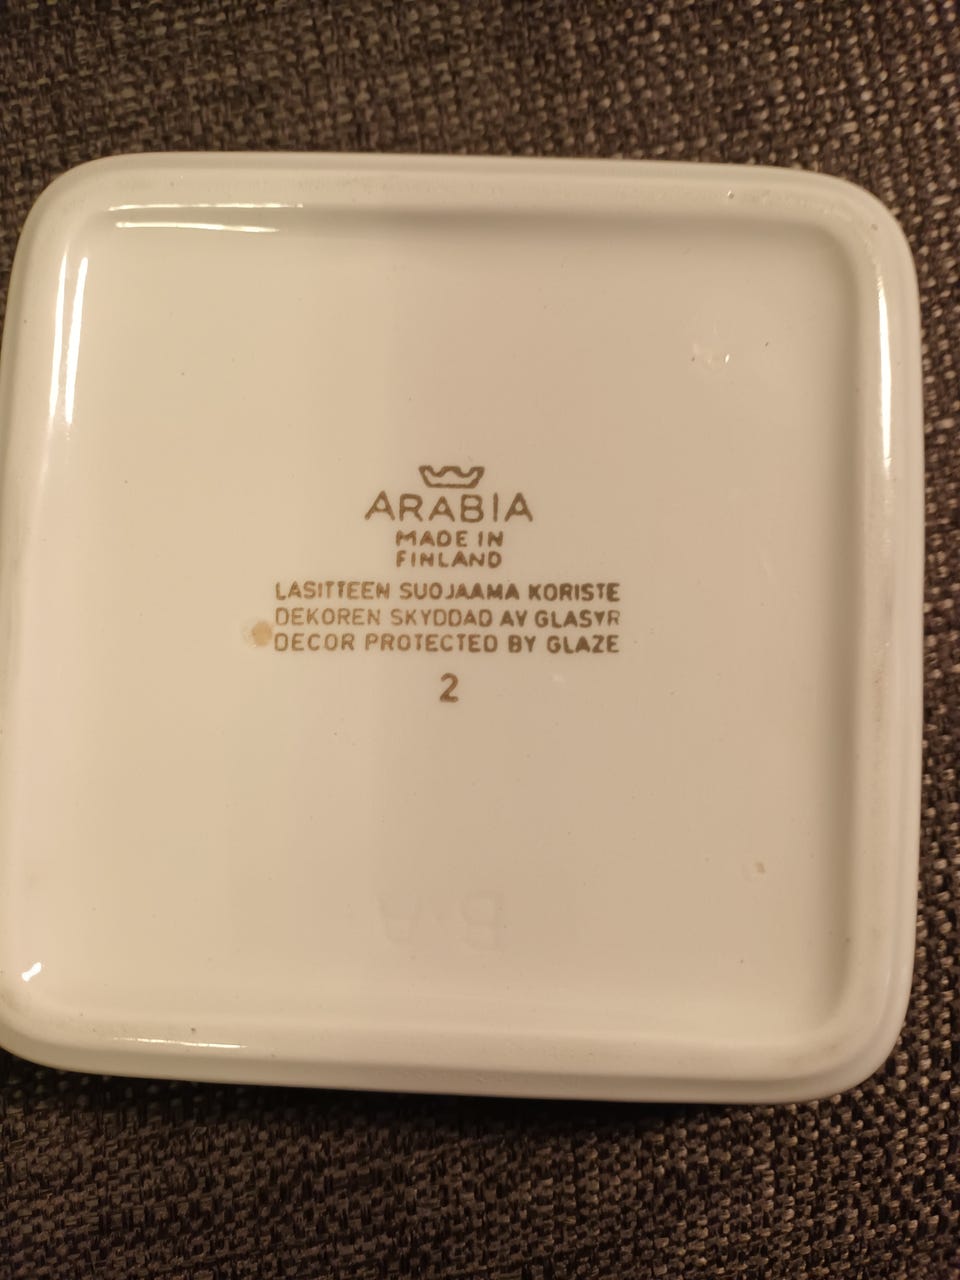 ARABIA
MADE IN
FINLAND
LASITTEEN SUOJAAMA KORISTE
DEKOREN SKYDDAD AV GLASYR
DECOR PROTECTED BY GLAZE
2